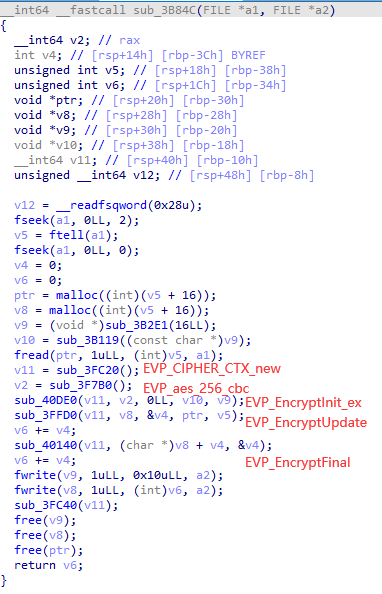 __int64 __fastcall sub_3B84C(FILE *a1, FILE *a2)
{
  __int64 v2; // rax
  int v4; // [rsp+14h] [rbp-3Ch] BYREF
  unsigned int v5; // [rsp+18h] [rbp-38h]
  unsigned int v6; // [rsp+1Ch] [rbp-34h]
  void *ptr; // [rsp+20h] [rbp-30h]
  void *v8; // [rsp+28h] [rbp-28h]
  void *v9; // [rsp+30h] [rbp-20h]
  void *v10; // [rsp+38h] [rbp-18h]
  __int64 v11; // [rsp+40h] [rbp-10h]
  unsigned __int64 v12; // [rsp+48h] [rbp-8h]

  v12 = __readfsqword(0x28u);
  fseek(a1, 0LL, 2);
  v5 = ftell(a1);
  fseek(a1, 0LL, 0);
  v4 = 0;
  v6 = 0;
  ptr = malloc((int)(v5 + 16));
  v8 = malloc((int)(v5 + 16));
  v9 = (void *)sub_3B2E1(16LL);
  v10 = sub_3B119((const char *)v9);
  fread(ptr, 1uLL, (int)v5, a1);
  v11 = sub_3FC20(); EVP_CIPHER_CTX_new
  v2 = sub_3F7B0(); EVP_aes_256_cbc
  sub_40DE0(v11, v2, 0LL, v10, v9); EVP_EncryptInit_ex
  sub_3FFD0(v11, v8, &v4, ptr, v5); EVP_EncryptUpdate
  v6 += v4;
  sub_40140(v11, (char *)v8 + v4, &v4); EVP_EncryptFinal
  v6 += v4;
  fwrite(v9, 1uLL, 0x10uLL, a2);
  fwrite(v8, 1uLL, (int)v6, a2);
  sub_3FC40(v11);
  free(v9);
  free(v8);
  free(ptr);
  return v6;
}